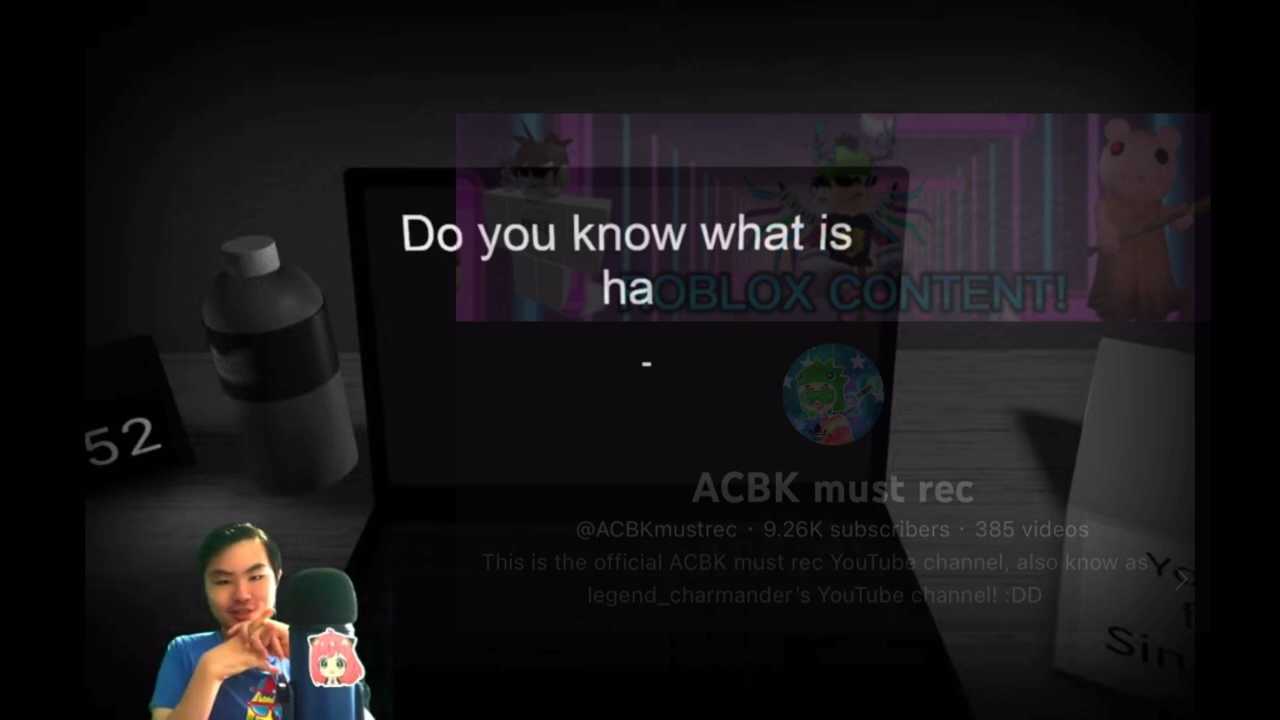 Do you know what is
ha
-
ROBLOX CONTENT!
52
ACBK must rec
@ACBKmustrec · 9.26K subscribers · 385 videos
This is the official ACBK must rec YouTube channel, also know as
legend_charmander's YouTube channel! :DD